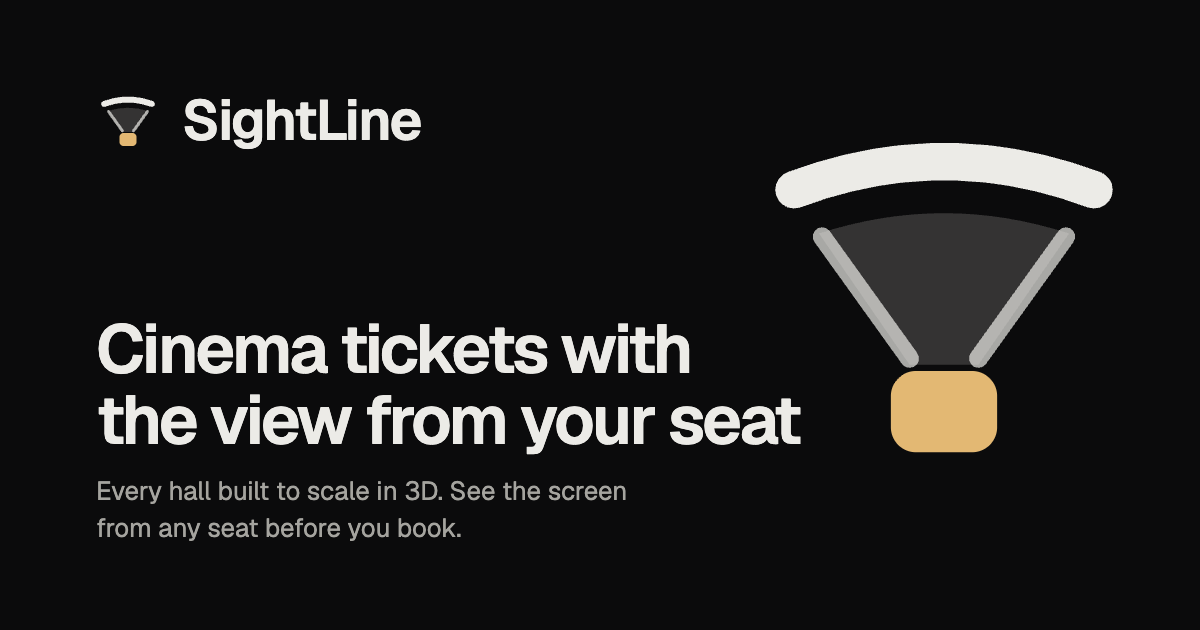 SightLine
Cinema tickets with
the view from your seat
Every hall built to scale in 3D. See the screen
from any seat before you book.